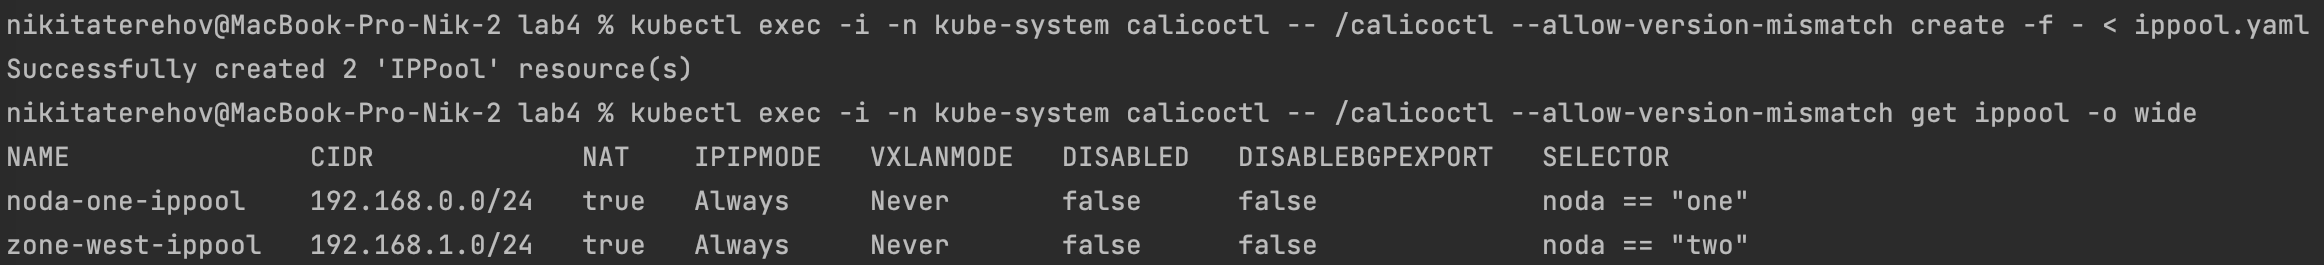 nikitaterehov@MacBook-Pro-Nik-2 lab4 % kubectl exec -i -n kube-system calicoctl -- /calicoctl --allow-version-mismatch create -f - < ippool.yaml
Successfully created 2 'IPPool' resource(s)
nikitaterehov@MacBook-Pro-Nik-2 lab4 % kubectl exec -i -n kube-system calicoctl -- /calicoctl --allow-version-mismatch get ippool -o wide
NAME               CIDR             NAT    IPIPMODE   VXLANMODE   DISABLED   DISABLEBGPEXPORT   SELECTOR
noda-one-ippool    192.168.0.0/24   true   Always     Never       false      false              noda == "one"
zone-west-ippool   192.168.1.0/24   true   Always     Never       false      false              noda == "two"